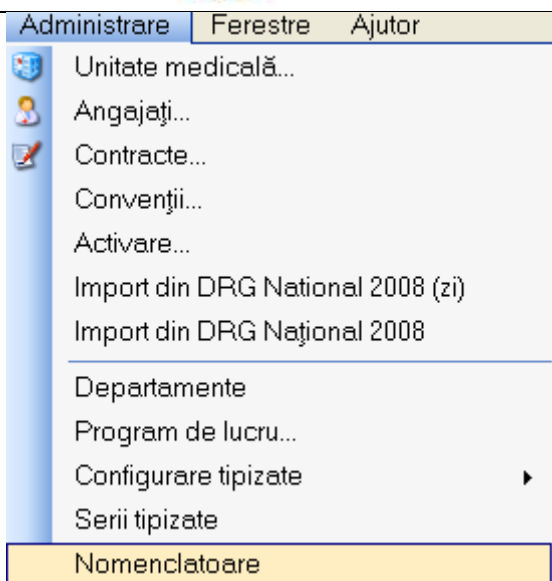 Administrare Ferestre Ajutor
Unitate medicală...
Angajaţi...
Contracte...
Convenţii...
Activare...
Import din DRG National 2008 (zi)
Import din DRG Naţional 2008
Departamente
Program de lucru...
Configurare tipizate
Serii tipizate
Nomenclatoare